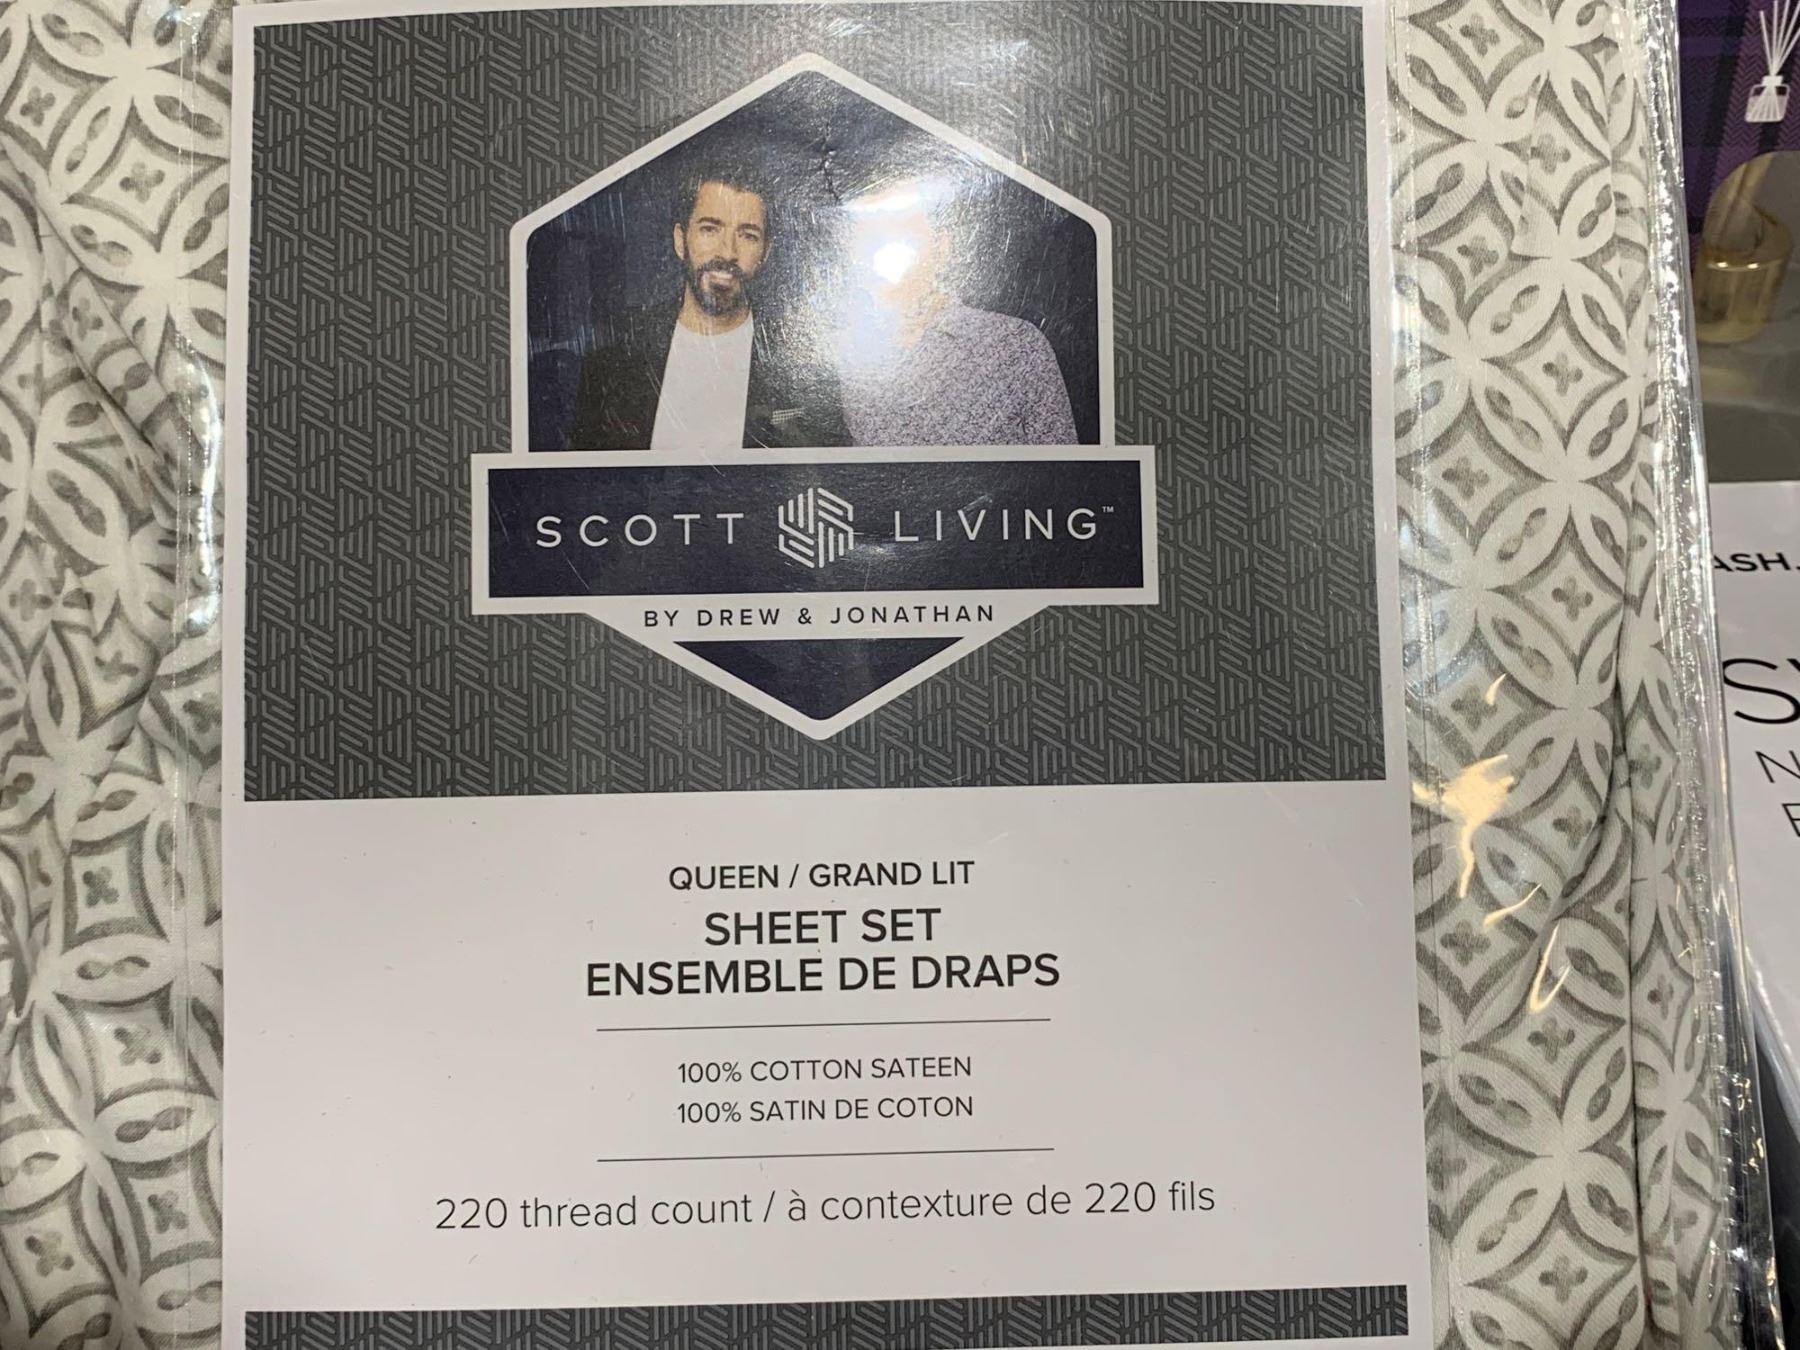 SCOTT LIVING™
BY DREW & JONATHAN
QUEEN / GRAND LIT
SHEET SET
ENSEMBLE DE DRAPS
100% COTTON SATEEN
100% SATIN DE COTON
220 thread count / à contexture de 220 fils